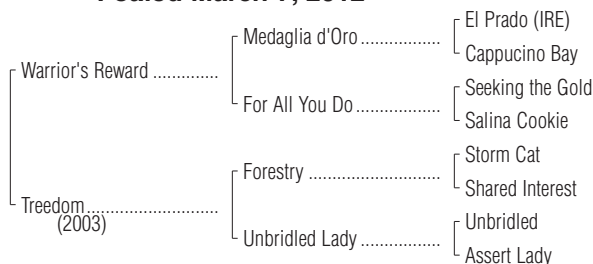 Foaled March 2012
El Prado (IRE)
Medaglia d'Oro ................
Cappucino Bay
Warrior's Reward .............
Seeking the Gold
For All You Do .................
Salina Cookie
Storm Cat
Forestry ..........................
Shared Interest
Treedom..........................
(2003)
Unbridled
Unbridled Lady ................
Assert Lady